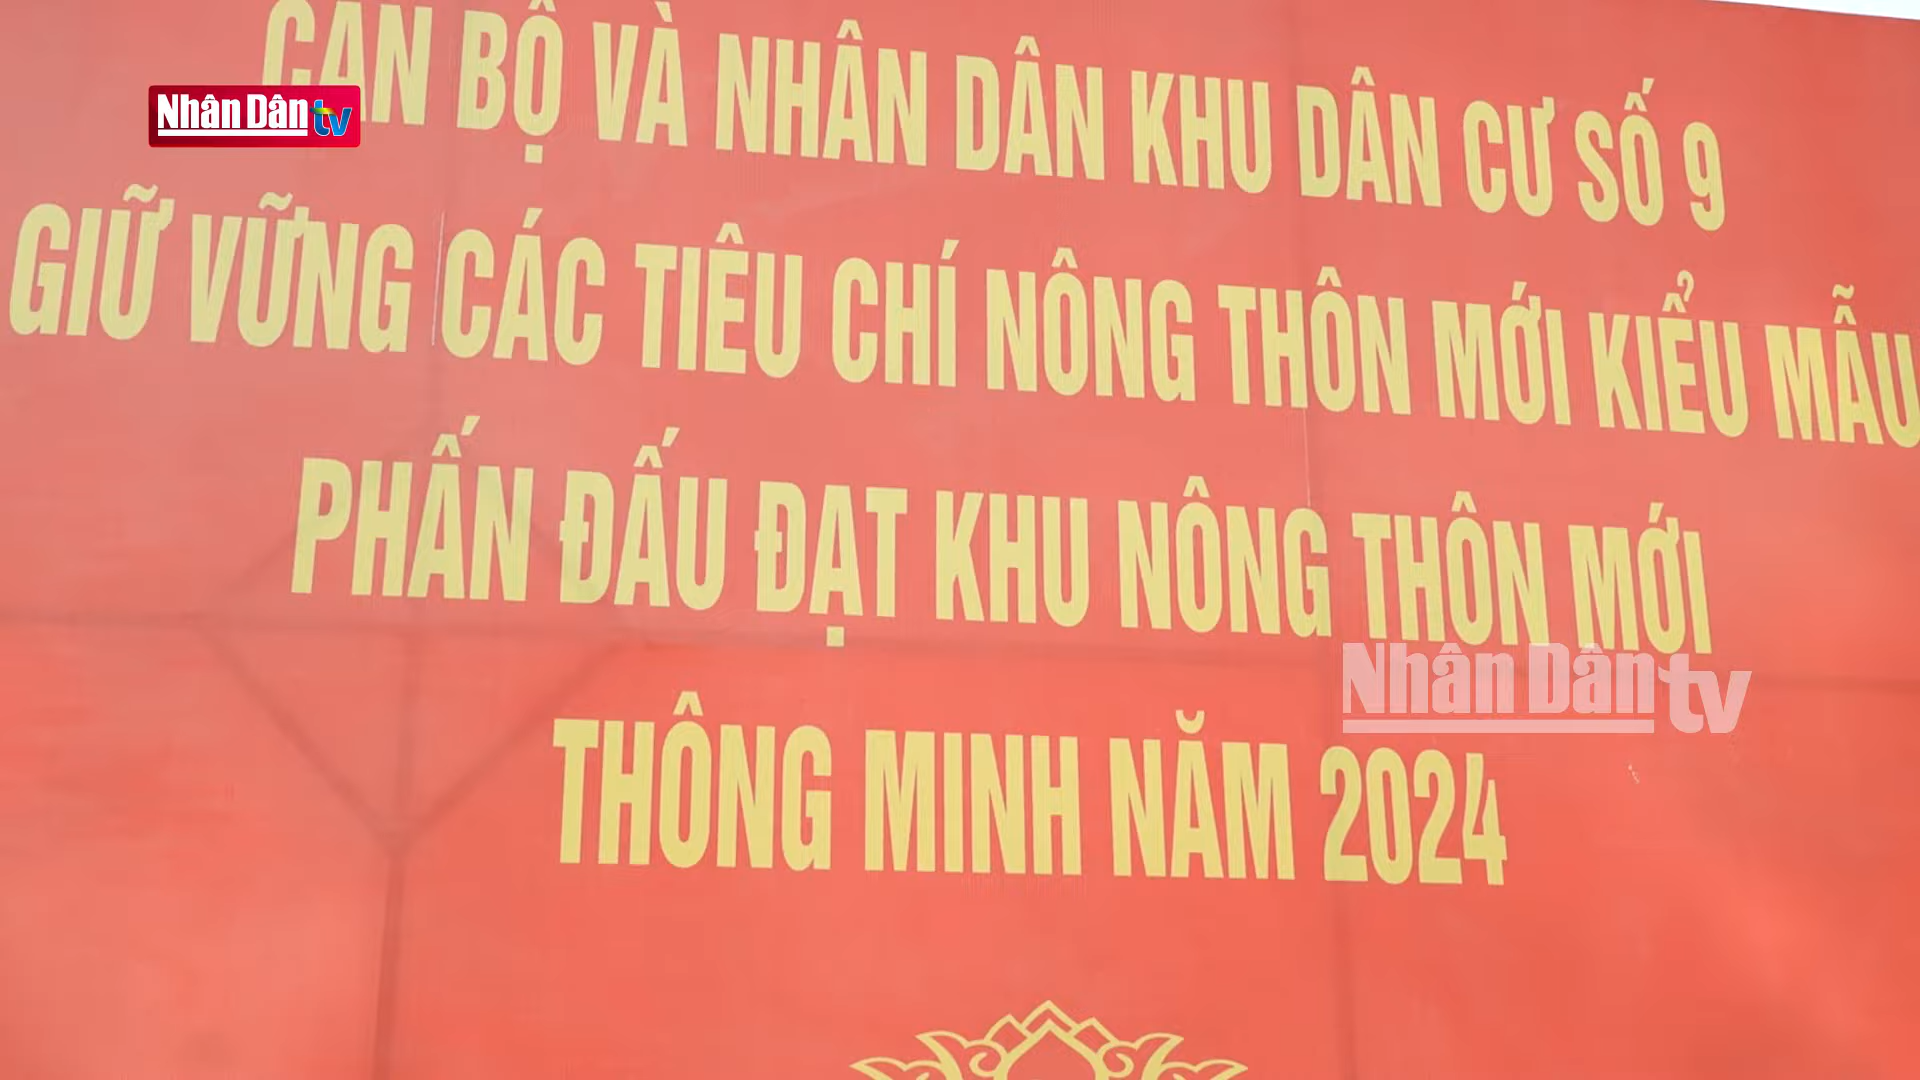 CÁN BỘ VÀ NHÂN DÂN KHU DÂN CƯ SỐ 9
Nhân Dân tv
GIỮ VỮNG CÁC TIÊU CHÍ NÔNG THÔN MỚI KIỂU MẪU
PHẤN ĐẤU ĐẠT KHU NÔNG THÔN MỚI
Nhân Dân tv
THÔNG MINH NĂM 2024